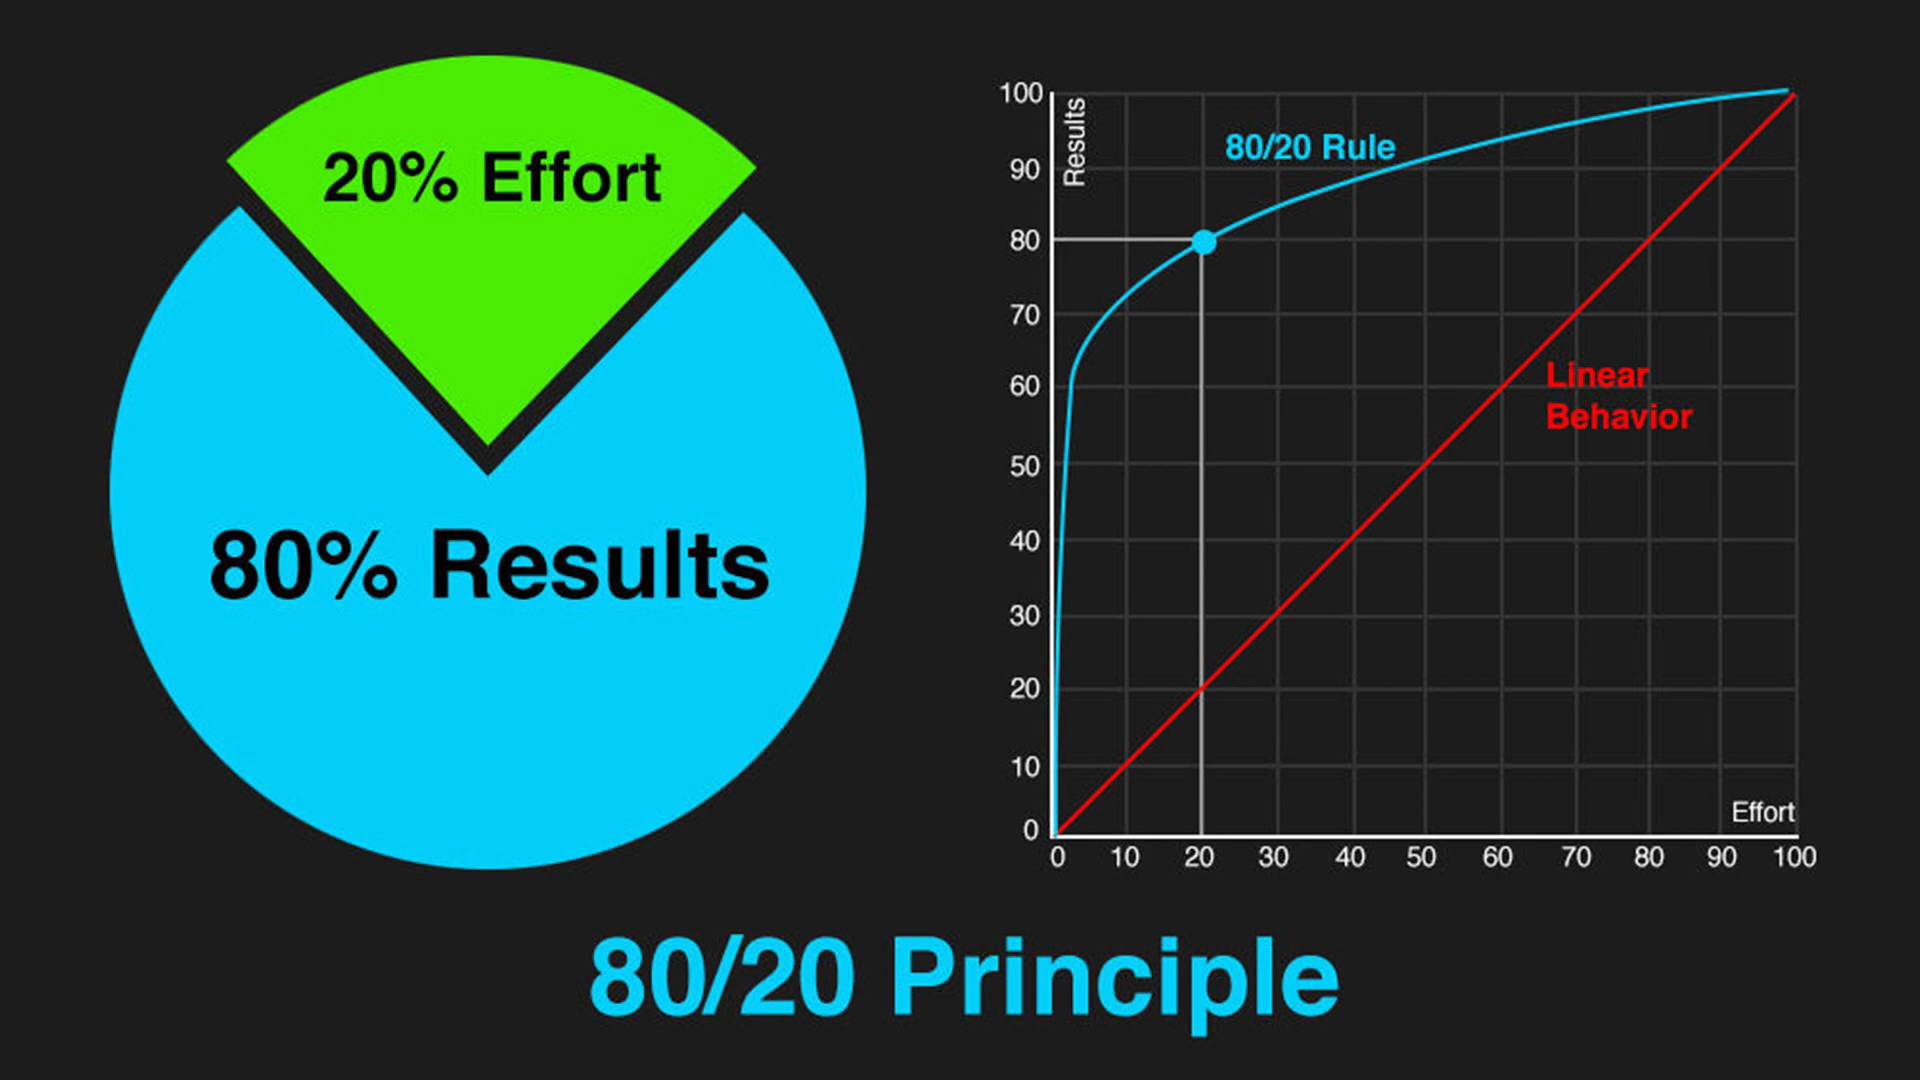 20% Effort
80% Results
Results
100
90
80
70
60
50
40
30
20
10
0
80/20 Rule
Linear
Behavior
Effort
0 10 20 30 40 50 60 70 80 90 100
80/20 Principle